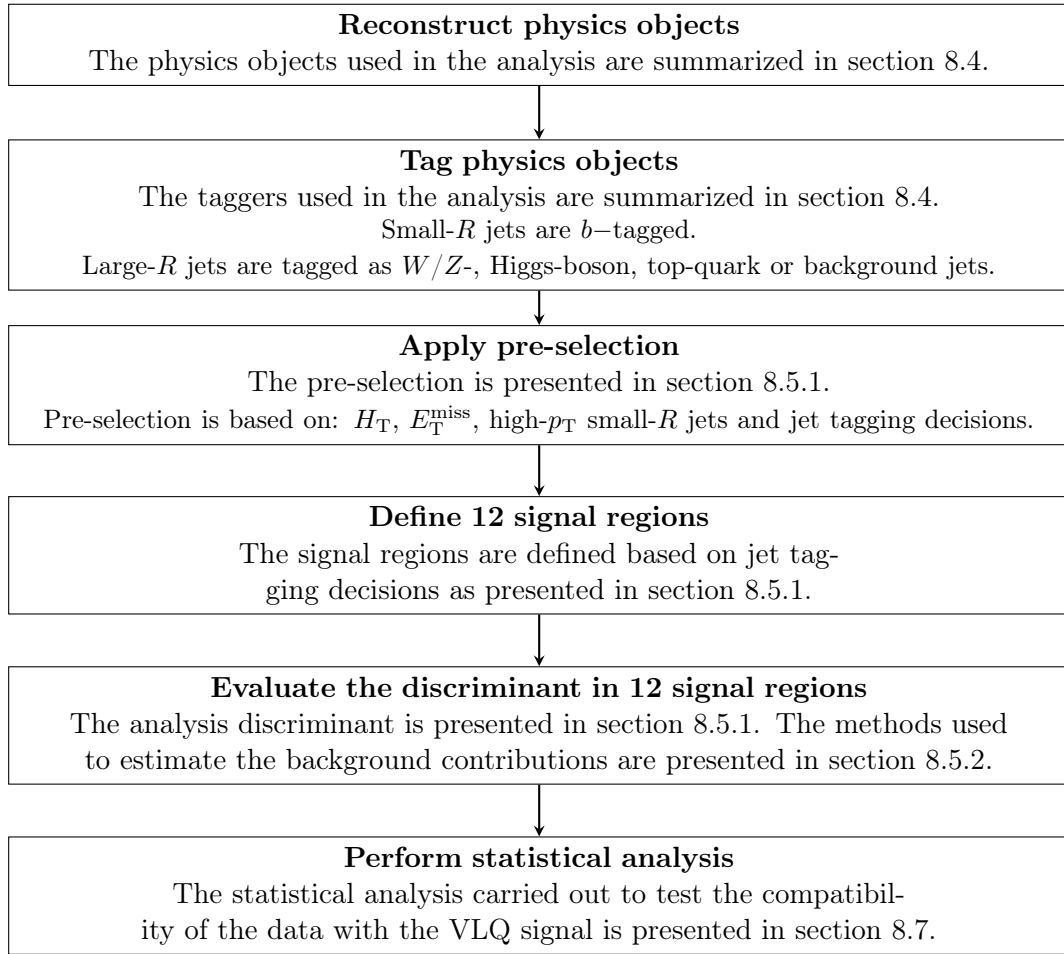 Reconstruct physics objects
The physics objects used in the analysis are summarized in section 8.4.
Tag physics objects
The taggers used in the analysis are summarized in section 8.4.
Small-R jets are b−tagged.
Large-R jets are tagged as W/Z-, Higgs-boson, top-quark or background jets.
Apply pre-selection
The pre-selection is presented in section 8.5.1.
Pre-selection is based on: H_T, E_T^miss, high-p_T small-R jets and jet tagging decisions.
Define 12 signal regions
The signal regions are defined based on jet tag-
ging decisions as presented in section 8.5.1.
Evaluate the discriminant in 12 signal regions
The analysis discriminant is presented in section 8.5.1. The methods used
to estimate the background contributions are presented in section 8.5.2.
Perform statistical analysis
The statistical analysis carried out to test the compatibil-
ity of the data with the VLQ signal is presented in section 8.7.